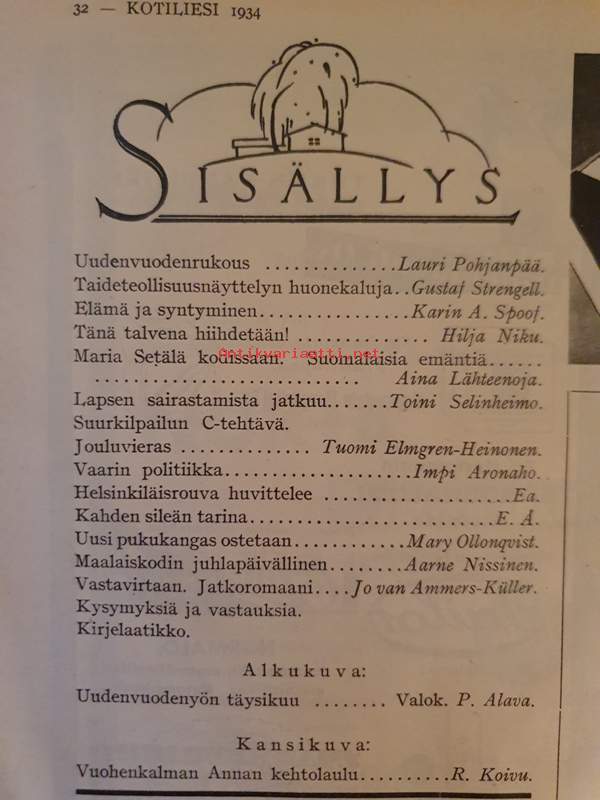 32 — KOTILIESI 1934
SISÄLLYS
Uudenvuodenrukous ..............Lauri Pohjanpää.
Taideteollisuusnäyttelyn huonekaluja..Gustaf Strengell.
Elämä ja syntyminen................Karin A. Spoof.
Tänä talvena hiihdetään! .............. Hilja Niku.
Maria Setälä kodissaan. Suomalaisia emäntiä......
............................ Aina Lähteenoja.
Antikvariaatti.net
Lapsen sairastamista jatkuu.......Toini Selinheimo.
Suurkilpailun C-tehtävä.
Jouluvieras .............. Tuomi Elmgren-Heinonen.
Vaarin politiikka....................Impi Aronaho.
Helsinkiläisrouva huvittelee ....................Ea.
Kahden sileän tarina..........................E. Å.
Uusi pukukangas ostetaan............Mary Ollonqvist.
Maalaiskodin juhlapäivällinen........Aarne Nissinen.
Vastavirtaan. Jatkoromaani....Jo van Ammers-Küller.
Kysymyksiä ja vastauksia.
Kirjelaatikko.
Alkukuva:
Uudenvuodenyön täysikuu ........ Valok. P. Alava.
Kansikuva:
Vuohenkalman Annan kehtolaulu..........R. Koivu.